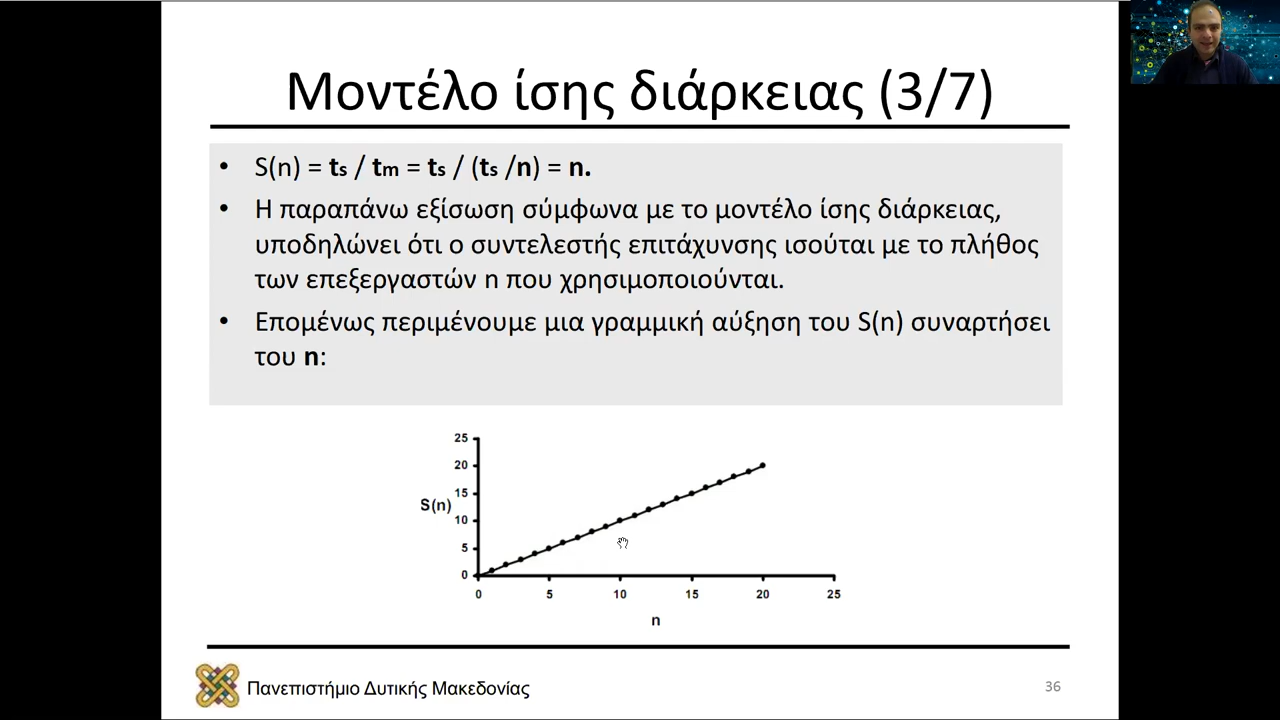 Μοντέλο ίσης διάρκειας (3/7)
• S(n) = ts / tm = ts / (ts /n) = n.
• Η παραπάνω εξίσωση σύμφωνα με το μοντέλο ίσης διάρκειας,
υποδηλώνει ότι ο συντελεστής επιτάχυνσης ισούται με το πλήθος
των επεξεργαστών n που χρησιμοποιούνται.
• Επομένως περιμένουμε μια γραμμική αύξηση του S(n) συναρτήσει
του n:
25
20
15
S(n)
10
5
0
0 5 10 15 20 25
n
Πανεπιστήμιο Δυτικής Μακεδονίας
36